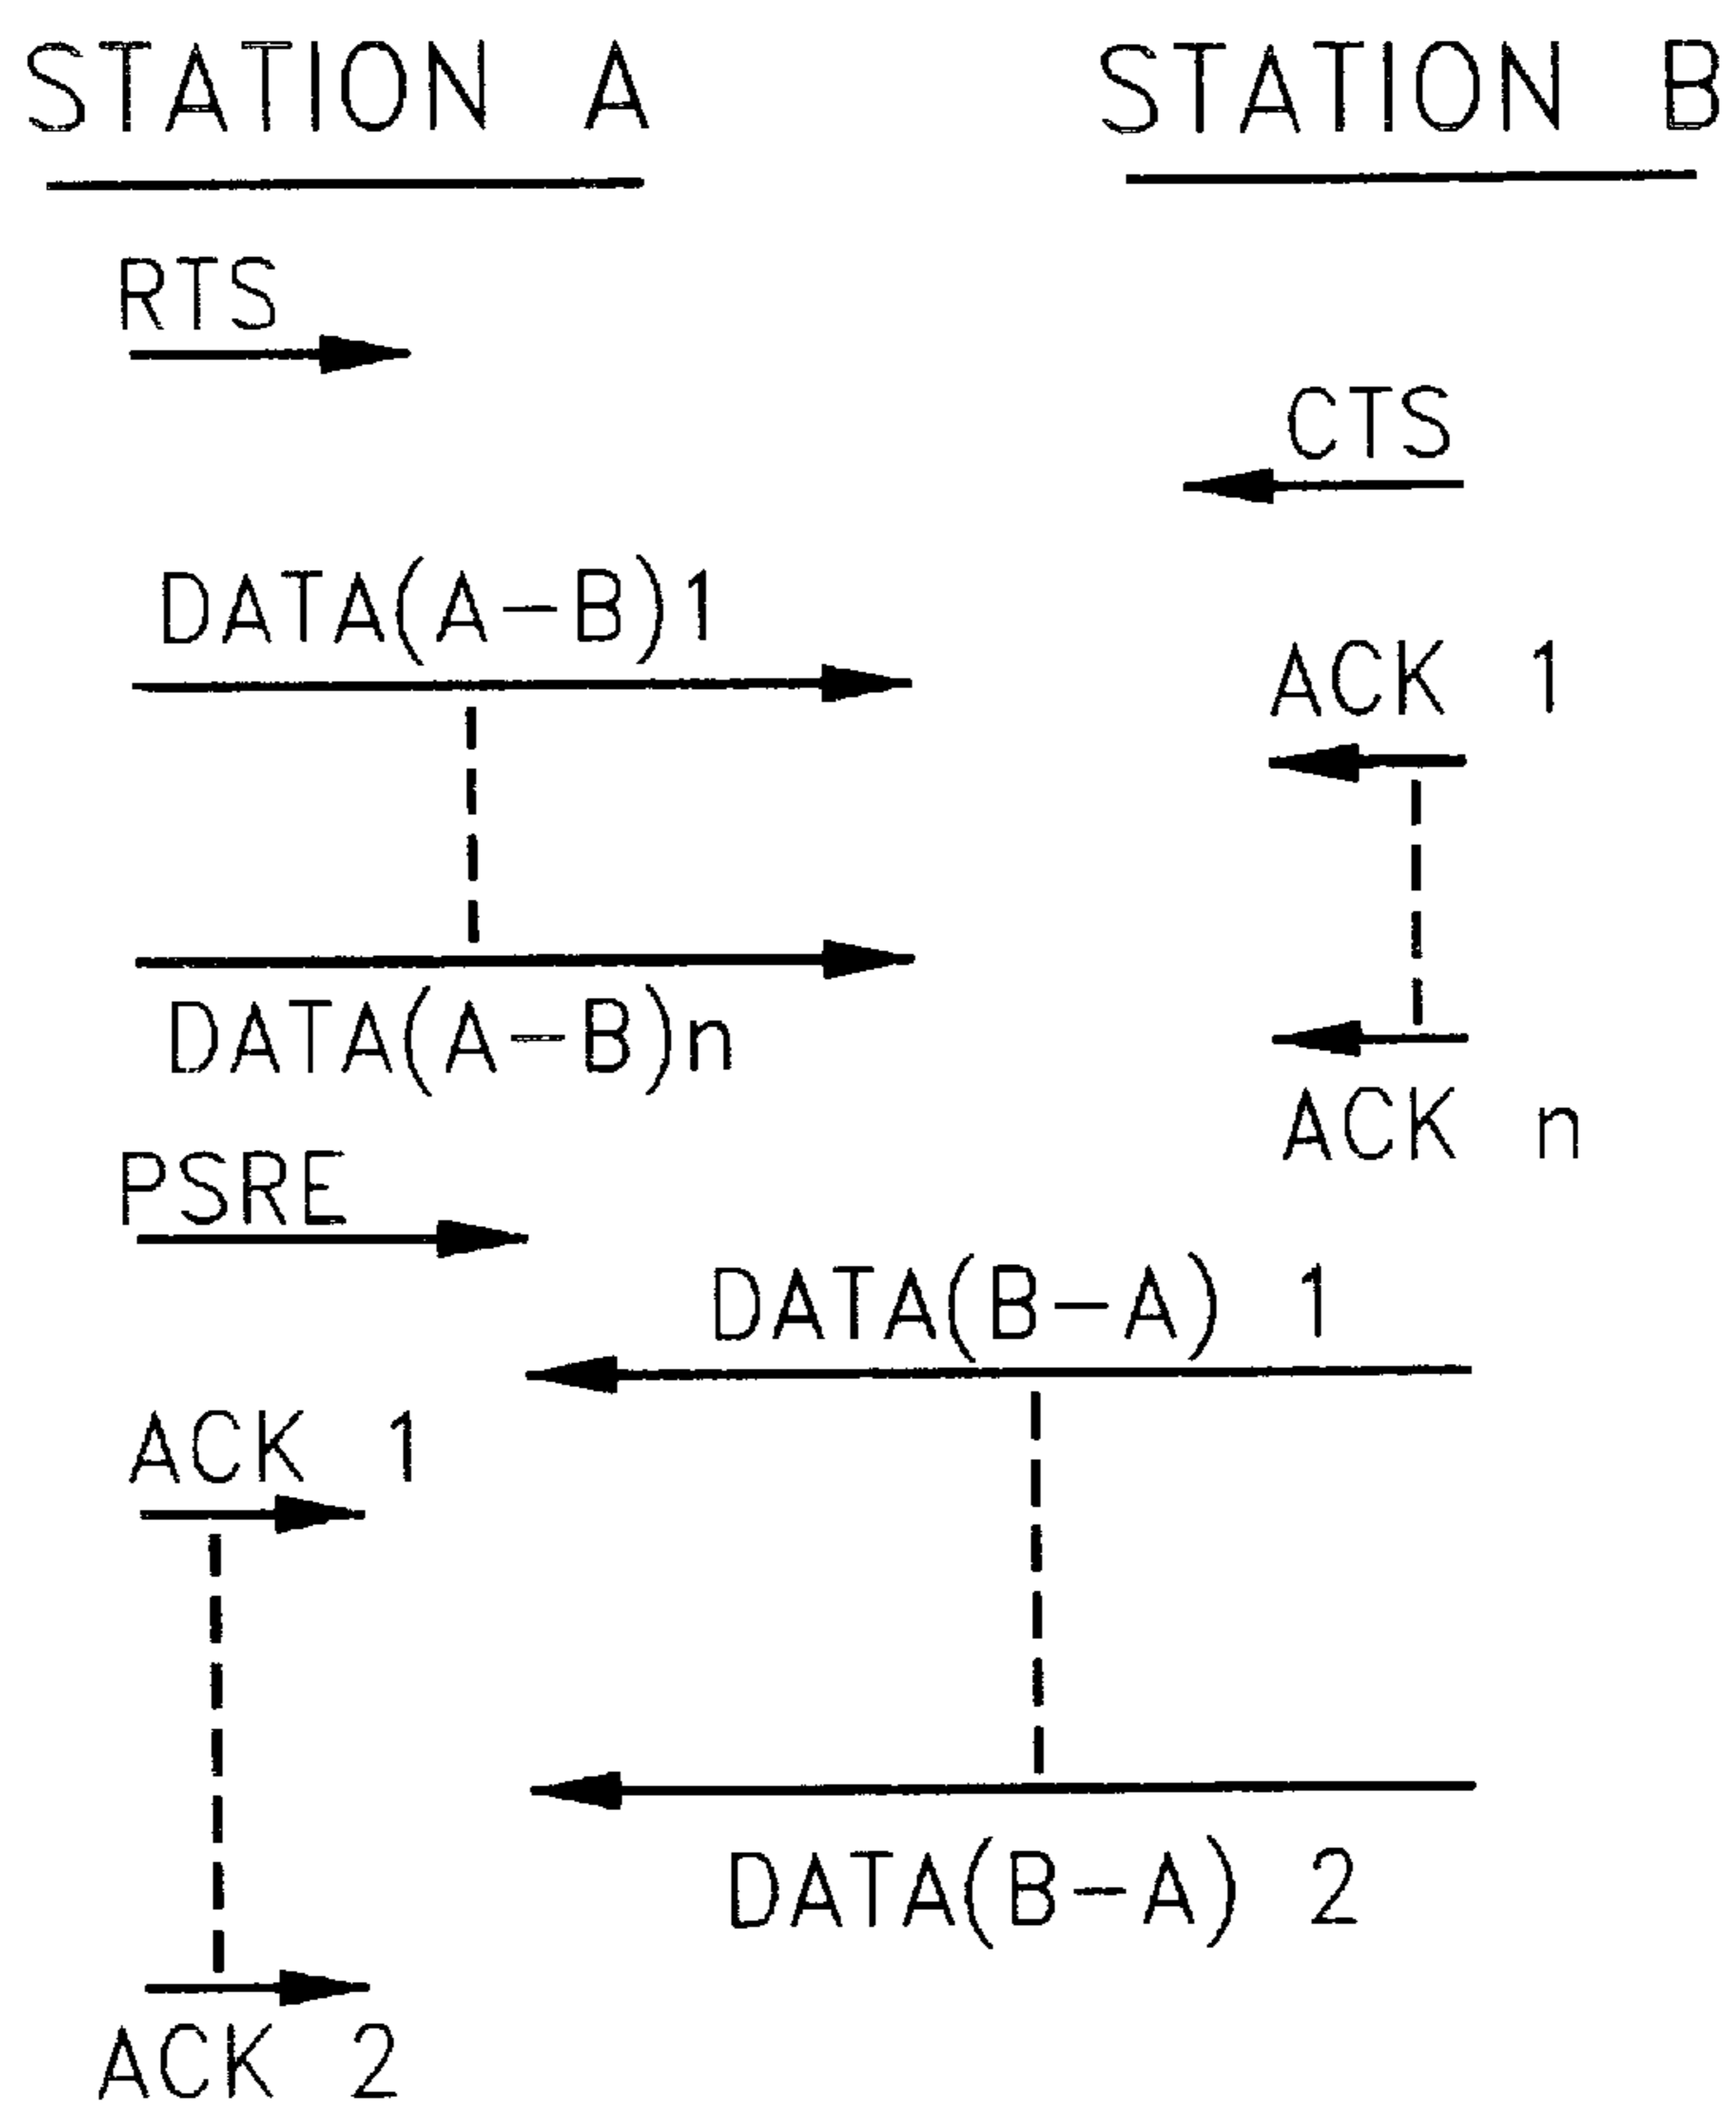 STATION A STATION B
RTS
CTS
DATA(A-B)1
ACK 1
DATA(A-B)n
ACK n
PSRE
DATA(B-A) 1
ACK 1
DATA(B-A) 2
ACK 2